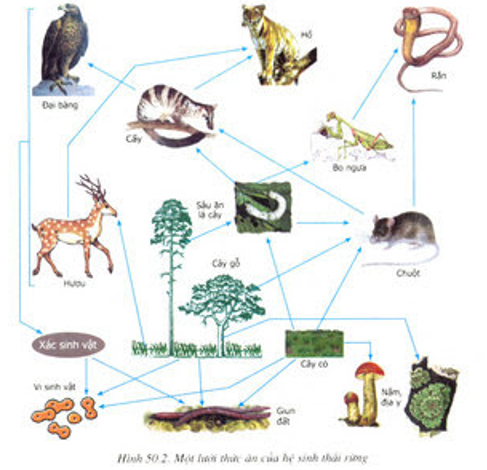 Hổ
Rắn
Đại bàng
Cầy
Bọ ngựa
Sâu ăn
lá cây
Cây gỗ
Hươu
Chuột
Xác sinh vật
Cây cỏ
Vi sinh vật
Giun
đất
Nấm,
địa y
Hình 50.2. Một lưới thức ăn của hệ sinh thái rừng